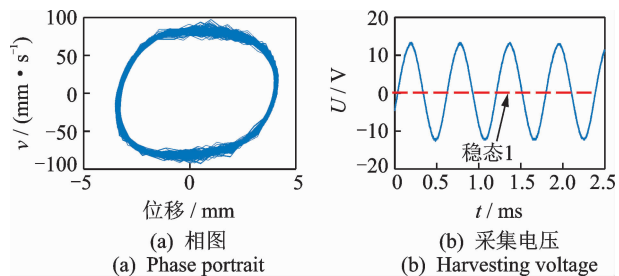 v / (mm·s⁻¹)
100
50
0
−50
−100
−5
0
5
位移 / mm
(a) 相图
(a) Phase portrait
U / V
20
10
0
−10
−20
稳态1
0
0.5
1.0
1.5
2.0
2.5
t / ms
(b) 采集电压
(b) Harvesting voltage